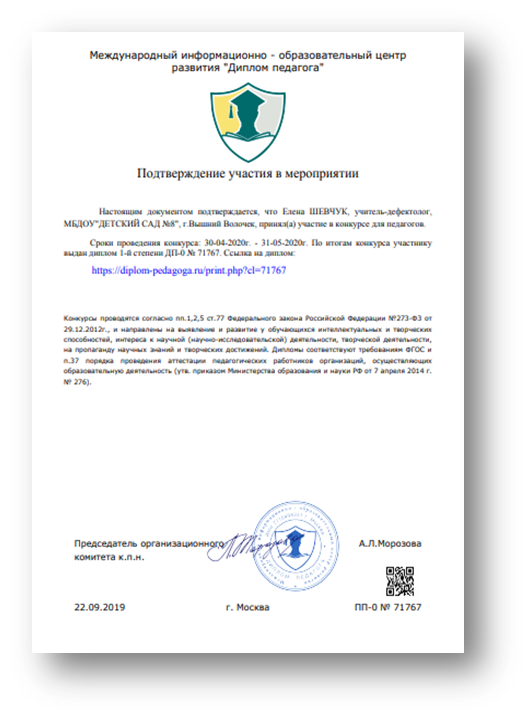 Международный информационно - образовательный центр
развития "Диплом педагога"
Подтверждение участия в мероприятии
Настоящим документом подтверждается, что Елена ШЕВЧУК, учитель-дефектолог,
МБДОУ"ДЕТСКИЙ САД №8", г.Вышний Волочек, принял(а) участие в конкурсе для педагогов.
Сроки проведения конкурса: 30-04-2020г. - 31-05-2020г. По итогам конкурса участнику
выдан диплом 1-й степени ДП-0 № 71767. Ссылка на диплом:
https://diplom-pedagoga.ru/print.php?cl=71767
Конкурсы проводятся согласно пп.1,2,5 ст.77 Федерального закона Российской Федерации №273-ФЗ от
29.12.2012г., и направлены на выявление и развитие у обучающихся интеллектуальных и творческих
способностей, интереса к научной (научно-исследовательской) деятельности, творческой деятельности,
на пропаганду научных знаний и творческих достижений. Дипломы соответствуют требованиям ФГОС и
п.37 порядка проведения аттестации педагогических работников организаций, осуществляющих
образовательную деятельность (утв. приказом Министерства образования и науки РФ от 7 апреля 2014 г.
№ 276).
Председатель организационного
комитета к.п.н.
А.Л.Морозова
ДИПЛОМ ПЕДАГОГА
22.09.2019 г. Москва ПП-0 № 71767